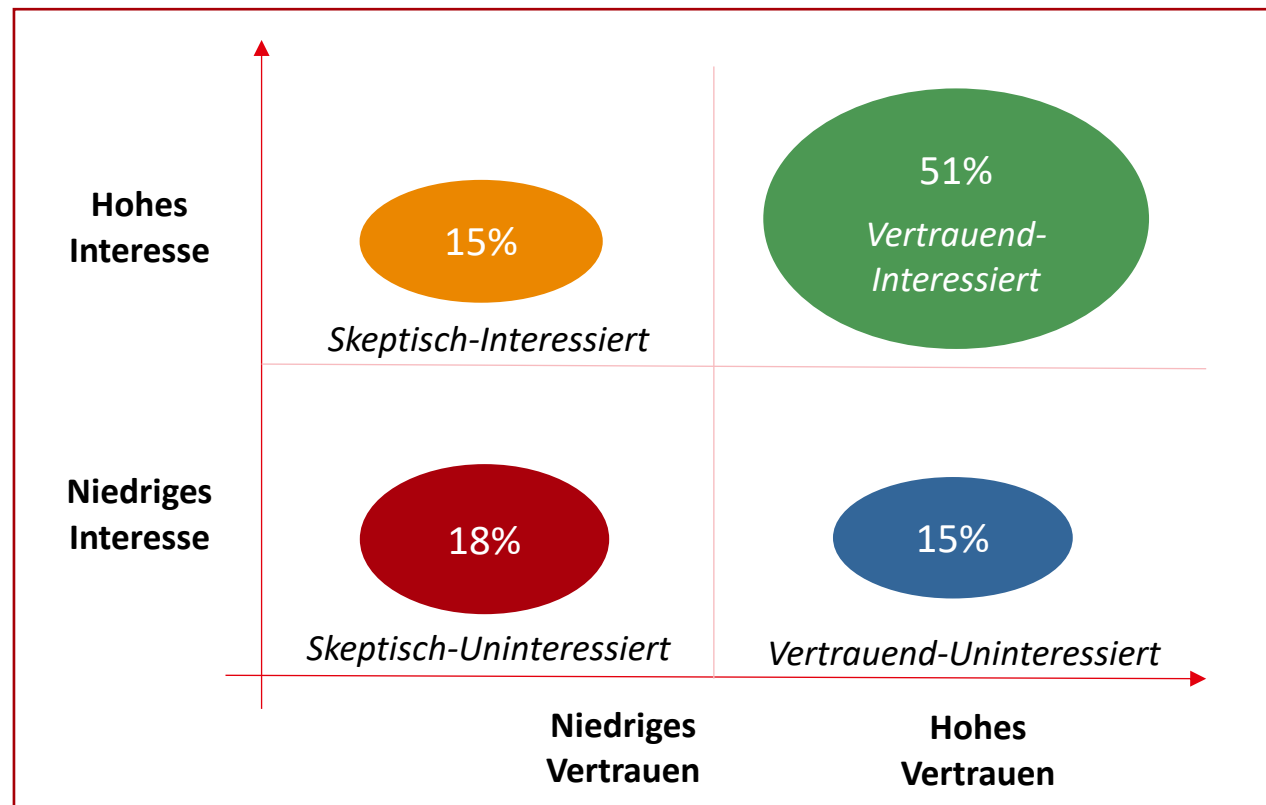 Hohes
Interesse
15%
Skeptisch-Interessiert
51%
Vertrauend-
Interessiert
Niedriges
Interesse
18%
Skeptisch-Uninteressiert
15%
Vertrauend-Uninteressiert
Niedriges
Vertrauen
Hohes
Vertrauen